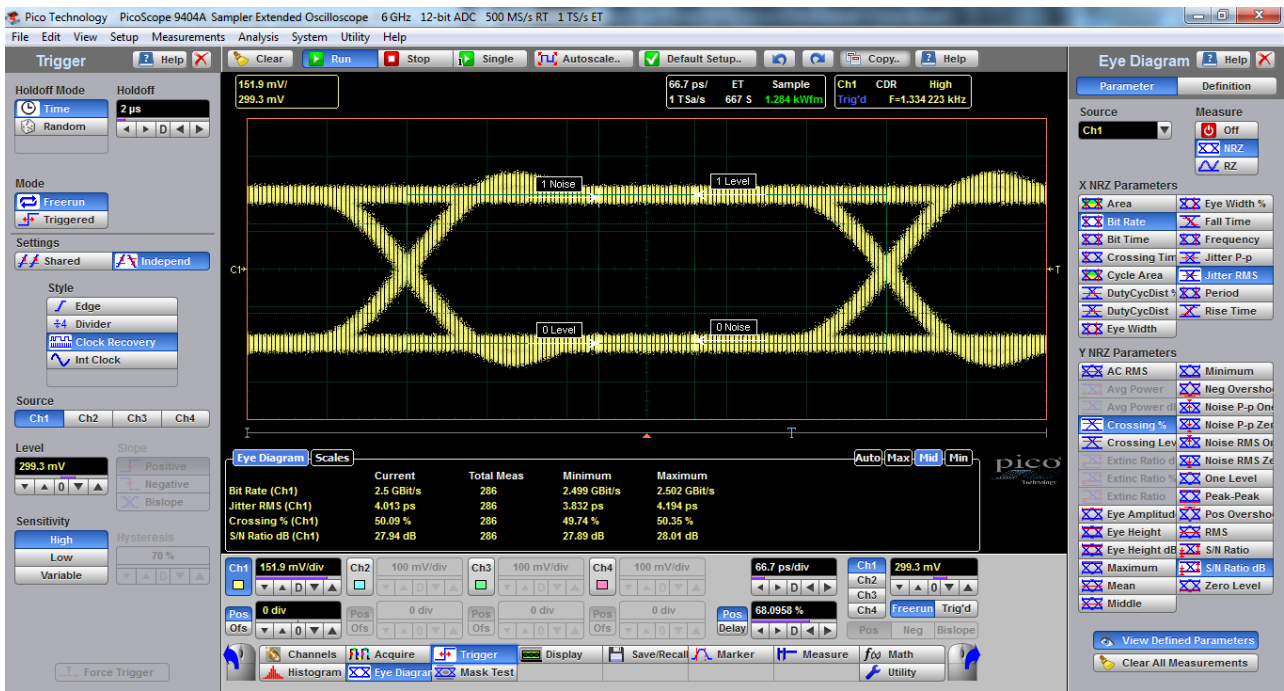 Pico Technology PicoScope 9404A Sampler Extended Oscilloscope 6 GHz 12-bit ADC 500 MS/s RT 1 TS/s ET
File Edit View Setup Measurements Analysis System Utility Help
Trigger ? Help
Clear Run Stop Single Autoscale.. Default Setup.. Copy.. ? Help
Eye Diagram ? Help
Holdoff Mode Holdoff
Time 2 µs
Random D
Mode
Freerun
Triggered
Settings
Shared Independ
Style
Edge
÷4 Divider
Clock Recovery
Int Clock
Source
Ch1 Ch2 Ch3 Ch4
Level Slope
299.3 mV Positive
0 Negative
Bislope
Sensitivity
High Hysteresis
Low 70 %
Variable D
Force Trigger
151.9 mV/
299.3 mV
66.7 ps/ ET Sample
1 TSa/s 667 S 1.284 kWfm
Ch1 CDR High
Trig'd F=1.334 223 kHz
1 Noise 1 Level
C1 T
0 Level 0 Noise
T
Eye Diagram Scales Auto Max Mid Min
Current Total Meas Minimum Maximum
Bit Rate (Ch1) 2.5 GBit/s 286 2.499 GBit/s 2.502 GBit/s
Jitter RMS (Ch1) 4.013 ps 286 3.832 ps 4.194 ps
Crossing % (Ch1) 50.09 % 286 49.74 % 50.35 %
S/N Ratio dB (Ch1) 27.94 dB 286 27.89 dB 28.01 dB
pico
Technology
Ch1 151.9 mV/div Ch2 100 mV/div Ch3 100 mV/div Ch4 100 mV/div 66.7 ps/div Ch1 299.3 mV
D D D D D Ch2 0
Ch3
Pos 0 div Pos 0 div Pos 0 div Pos 0 div Pos 68.0958 % Ch4 Freerun Trig'd
Ofs 0 Ofs 0 Ofs 0 Ofs 0 Delay D Pos Neg Bislope
Channels Acquire Trigger Display Save/Recall Marker Measure f(x) Math
Histogram Eye Diagram Mask Test Utility
Parameter Definition
Source Measure
Ch1 Off
NRZ
RZ
X NRZ Parameters
Area Eye Width %
Bit Rate Fall Time
Bit Time Frequency
Crossing Tim Jitter P-p
Cycle Area Jitter RMS
DutyCycDist % Period
DutyCycDist Rise Time
Eye Width
Y NRZ Parameters
AC RMS Minimum
Avg Power Neg Oversho
Avg Power dB Noise P-p One
Crossing % Noise P-p Zer
Crossing Lev Noise RMS On
Extinc Ratio d Noise RMS Ze
Extinc Ratio % One Level
Extinc Ratio Peak-Peak
Eye Amplitud Pos Oversho
Eye Height RMS
Eye Height dB S/N Ratio
Maximum S/N Ratio dB
Mean Zero Level
Middle
View Defined Parameters
Clear All Measurements